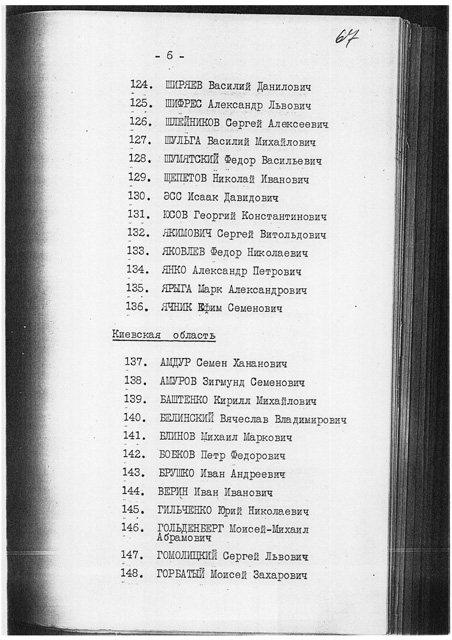 67
- 6 -
124. ШИРЯЕВ Василий Данилович
125. ШИФРЕС Александр Львович
126. ШЛЕЙНИКОВ Сергей Алексеевич
127. ШУЛЬГА Василий Михайлович
128. ШУМЯТСКИЙ Федор Васильевич
129. ЩЕПЕТОВ Николай Иванович
130. ЭСС Исаак Давидович
131. ЮСОВ Георгий Константинович
132. ЯКИМОВИЧ Сергей Витольдович
133. ЯКОВЛЕВ Федор Николаевич
134. ЯНКО Александр Петрович
135. ЯРЫГА Марк Александрович
136. ЯЧНИК Ефим Семенович
Киевская область
137. АМДУР Семен Хананович
138. АМУРОВ Зигмунд Семенович
139. БАШТЕНКО Кирилл Михайлович
140. БЕЛИНСКИЙ Вячеслав Владимирович
141. БЛИНОВ Михаил Маркович
142. БОБКОВ Петр Федорович
143. БРУШКО Иван Андреевич
144. ВЕРИН Иван Иванович
145. ГИЛЬЧЕНКО Юрий Николаевич
146. ГОЛЬДЕНБЕРГ Моисей-Михаил
Абрамович
147. ГОМОЛИЦКИЙ Сергей Львович
148. ГОРБАТЫЙ Моисей Захарович